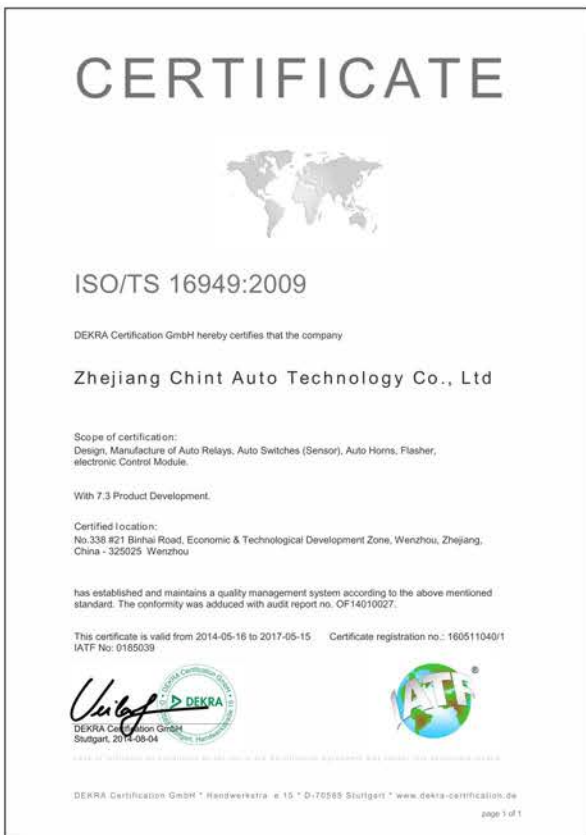 CERTIFICATE
ISO/TS 16949:2009
DEKRA Certification GmbH hereby certifies that the company
Zhejiang Chint Auto Technology Co., Ltd
Scope of certification:
Design, Manufacture of Auto Relays, Auto Switches (Sensor), Auto Horns, Flasher,
electronic Control Module.
With 7.3 Product Development.
Certified location:
No.338 #21 Binhai Road, Economic & Technological Development Zone, Wenzhou, Zhejiang,
China - 325025 Wenzhou
has established and maintains a quality management system according to the above mentioned
standard. The conformity was adduced with audit report no. OF14010027.
This certificate is valid from 2014-05-16 to 2017-05-15 Certificate registration no.: 160511040/1
IATF No: 0185039
DEKRA
IATF
®
DEKRA Certification GmbH
Stuttgart, 2014-08-04
DEKRA Certification GmbH * Handwerkstra e 15 * D-70565 Stuttgart * www.dekra-certification.de
page 1 of 1